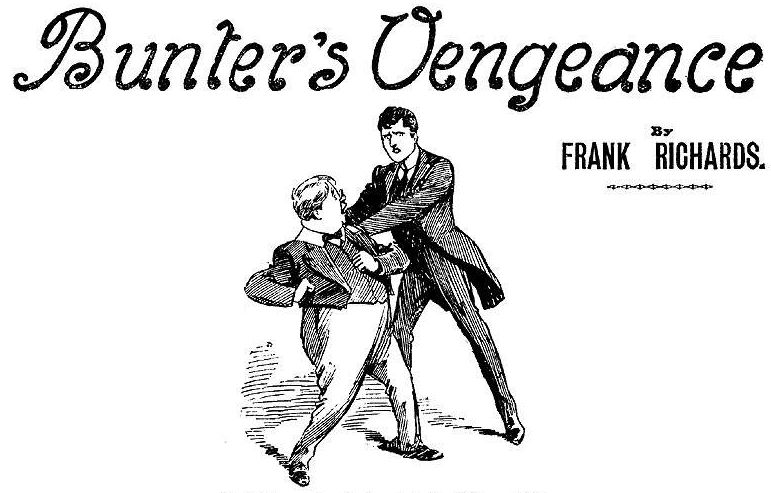 Bunter's Vengeance
By
FRANK RICHARDS.